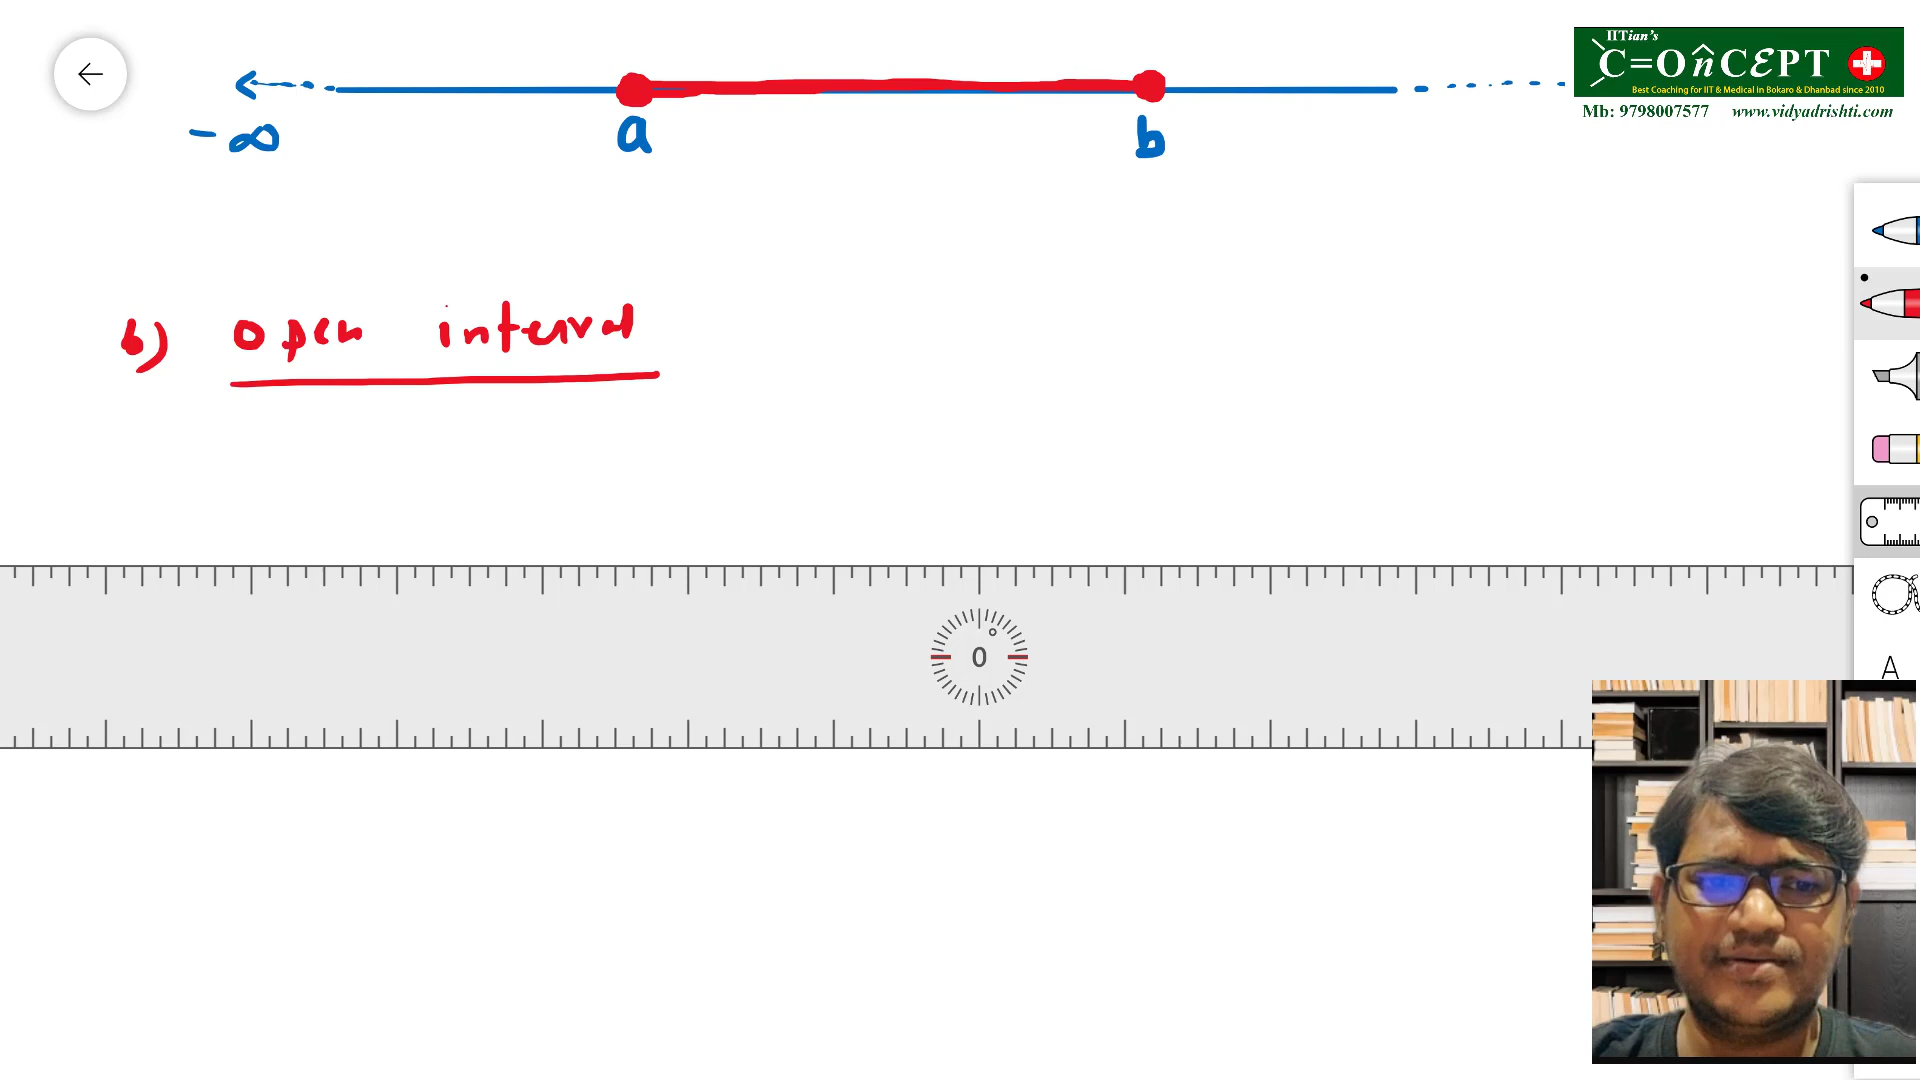 IITian's
C=OnCEPT
Best Coaching for IIT & Medical in Bokaro & Dhanbad since 2010
Mb: 9798007577 www.vidyadrishti.com
-∞ a b
b) open interval
A
0°